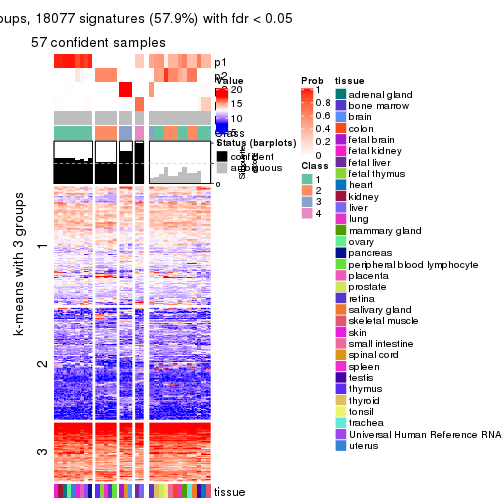 oups, 18077 signatures (57.9%) with fdr < 0.05
57 confident samples
p1
p2
Value
20
15
10
5
Class
Status (barplots)
confident
ambiguous
0
k-means with 3 groups
1
2
3
tissue
Prob
1
0.8
0.6
0.4
0.2
0
Class
1
2
3
4
tissue
adrenal gland
bone marrow
brain
colon
fetal brain
fetal kidney
fetal liver
fetal thymus
heart
kidney
liver
lung
mammary gland
ovary
pancreas
peripheral blood lymphocyte
placenta
prostate
retina
salivary gland
skeletal muscle
skin
small intestine
spinal cord
spleen
testis
thymus
thyroid
tonsil
trachea
Universal Human Reference RNA
uterus